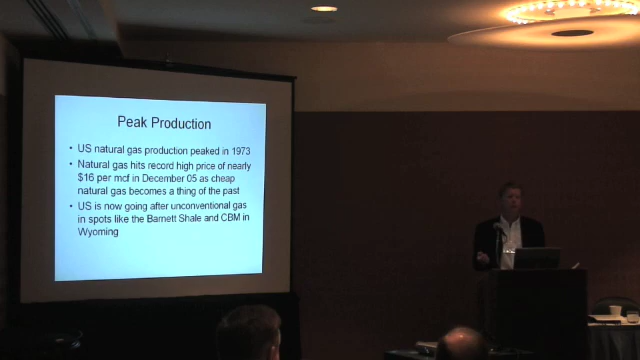 Peak Production
• US natural gas production peaked in 1973
• Natural gas hits record high price of nearly
$16 per mcf in December 05 as cheap
natural gas becomes a thing of the past
• US is now going after unconventional gas
in spots like the Barnett Shale and CBM in
Wyoming